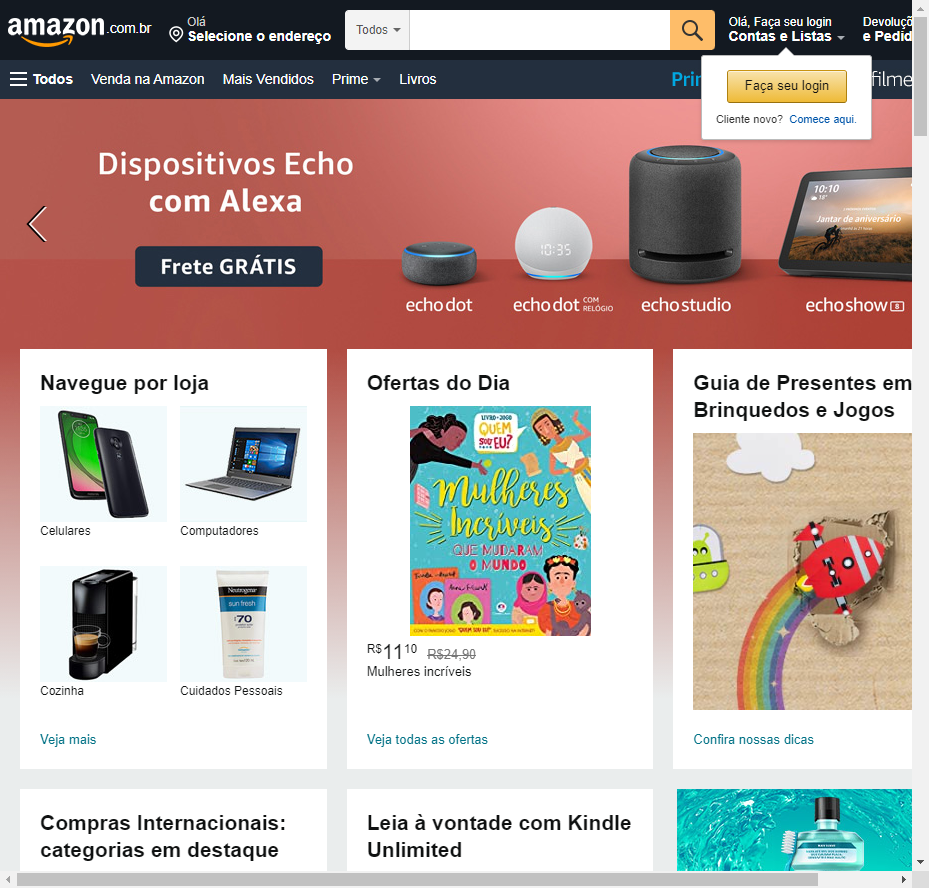 amazon.com.br
Olá
Selecione o endereço
Todos
Olá, Faça seu login
Contas e Listas
Devoluçõ
e Pedid
Todos
Venda na Amazon
Mais Vendidos
Prime
Livros
Prim
filme
Faça seu login
Cliente novo? Comece aqui.
Dispositivos Echo
com Alexa
Frete GRÁTIS
10:35
10:10
18°
Jantar de aniversário
echo dot
echo dot COM RELÓGIO
echo studio
echo show 8
Navegue por loja
Celulares
Computadores
Neutrogena
sun fresh
70
Cozinha
Cuidados Pessoais
Veja mais
Ofertas do Dia
LIVRO + JOGO
QUEM
SOU EU?
Mulheres
Incríveis
QUE MUDARAM
O MUNDO
R$11 10 R$24,90
Mulheres incríveis
Veja todas as ofertas
Guia de Presentes em
Brinquedos e Jogos
Confira nossas dicas
Compras Internacionais:
categorias em destaque
Leia à vontade com Kindle
Unlimited